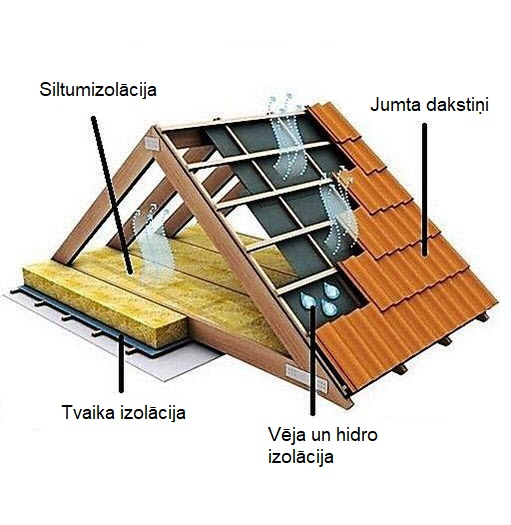 Siltumizolācija
Jumta dakstiņi
Tvaika izolācija
Vēja un hidro
izolācija